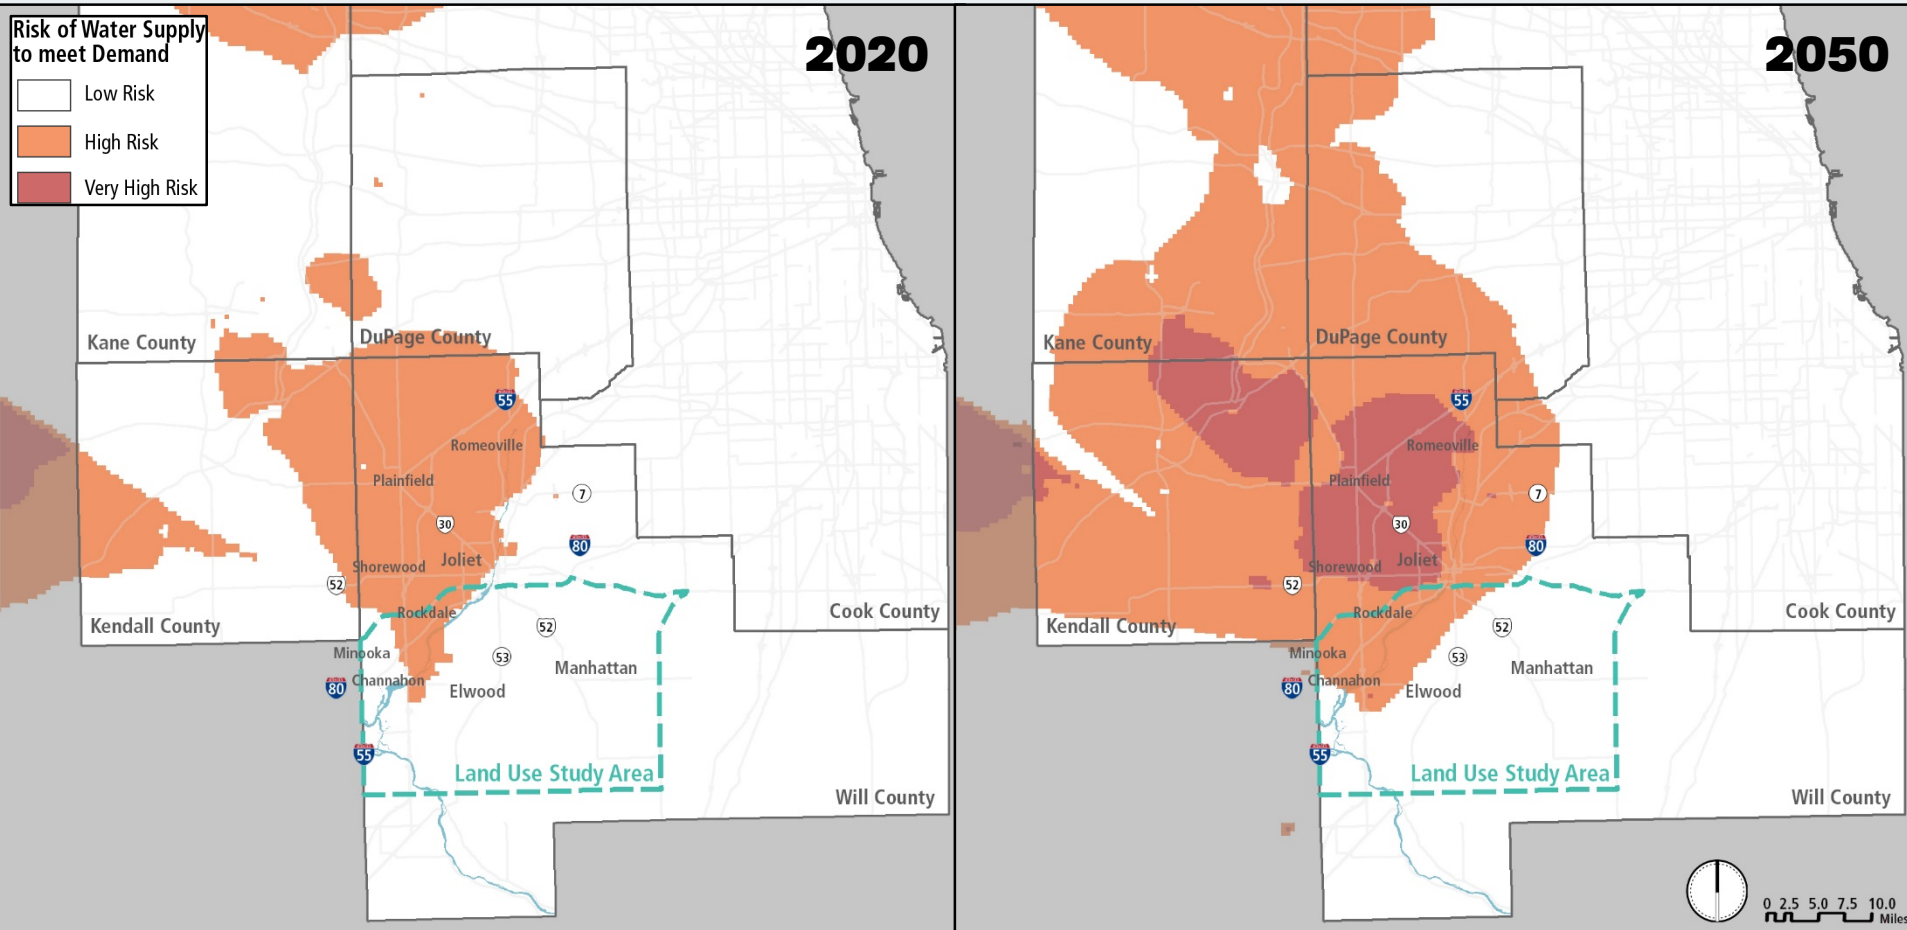 Risk of Water Supply
to meet Demand
Low Risk
High Risk
Very High Risk
2020
Kane County
DuPage County
55
Romeoville
Plainfield
7
30
80
Joliet
Shorewood
52
Rockdale
Cook County
Kendall County
52
Minooka
53
Manhattan
Channahon
80
Elwood
55
Land Use Study Area
Will County
2050
Kane County
DuPage County
55
Romeoville
Plainfield
7
30
80
Joliet
Shorewood
52
Rockdale
Cook County
Kendall County
52
Minooka
53
Manhattan
Channahon
80
Elwood
55
Land Use Study Area
Will County
0 2.5 5.0 7.5 10.0
Miles